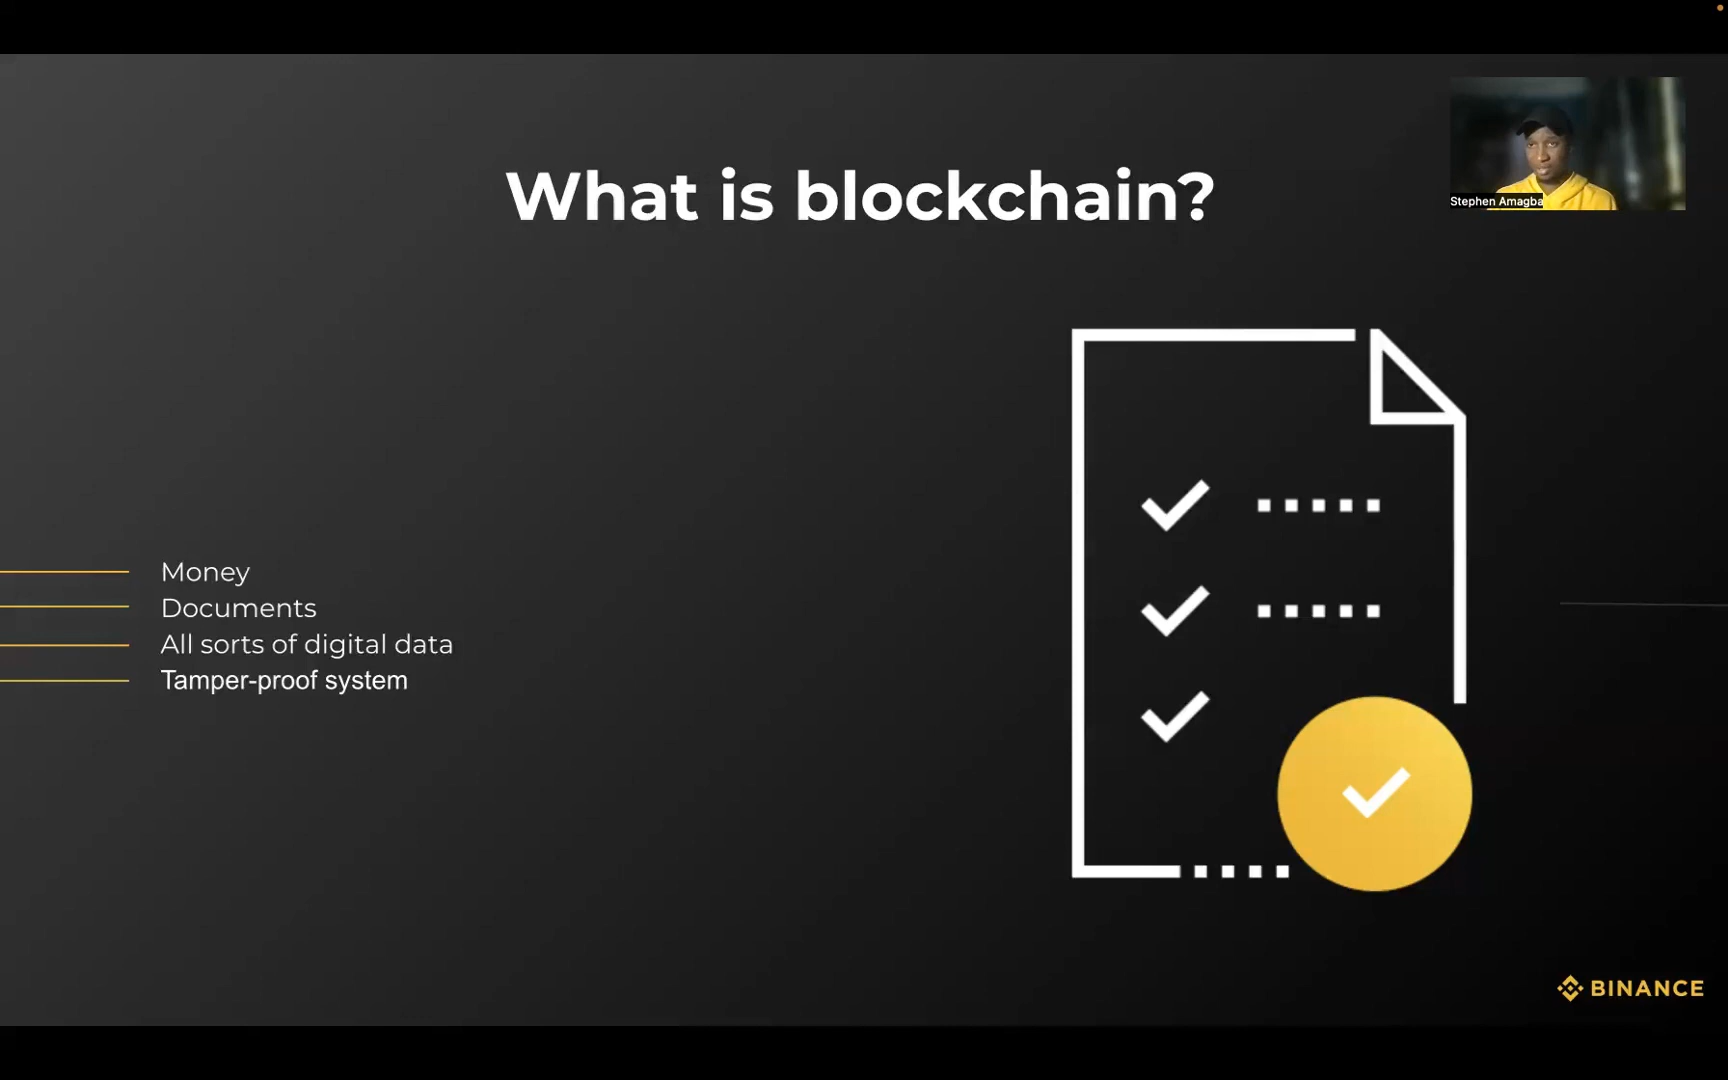 What is blockchain?
Stephen Amagba
Money
Documents
All sorts of digital data
Tamper-proof system
BINANCE